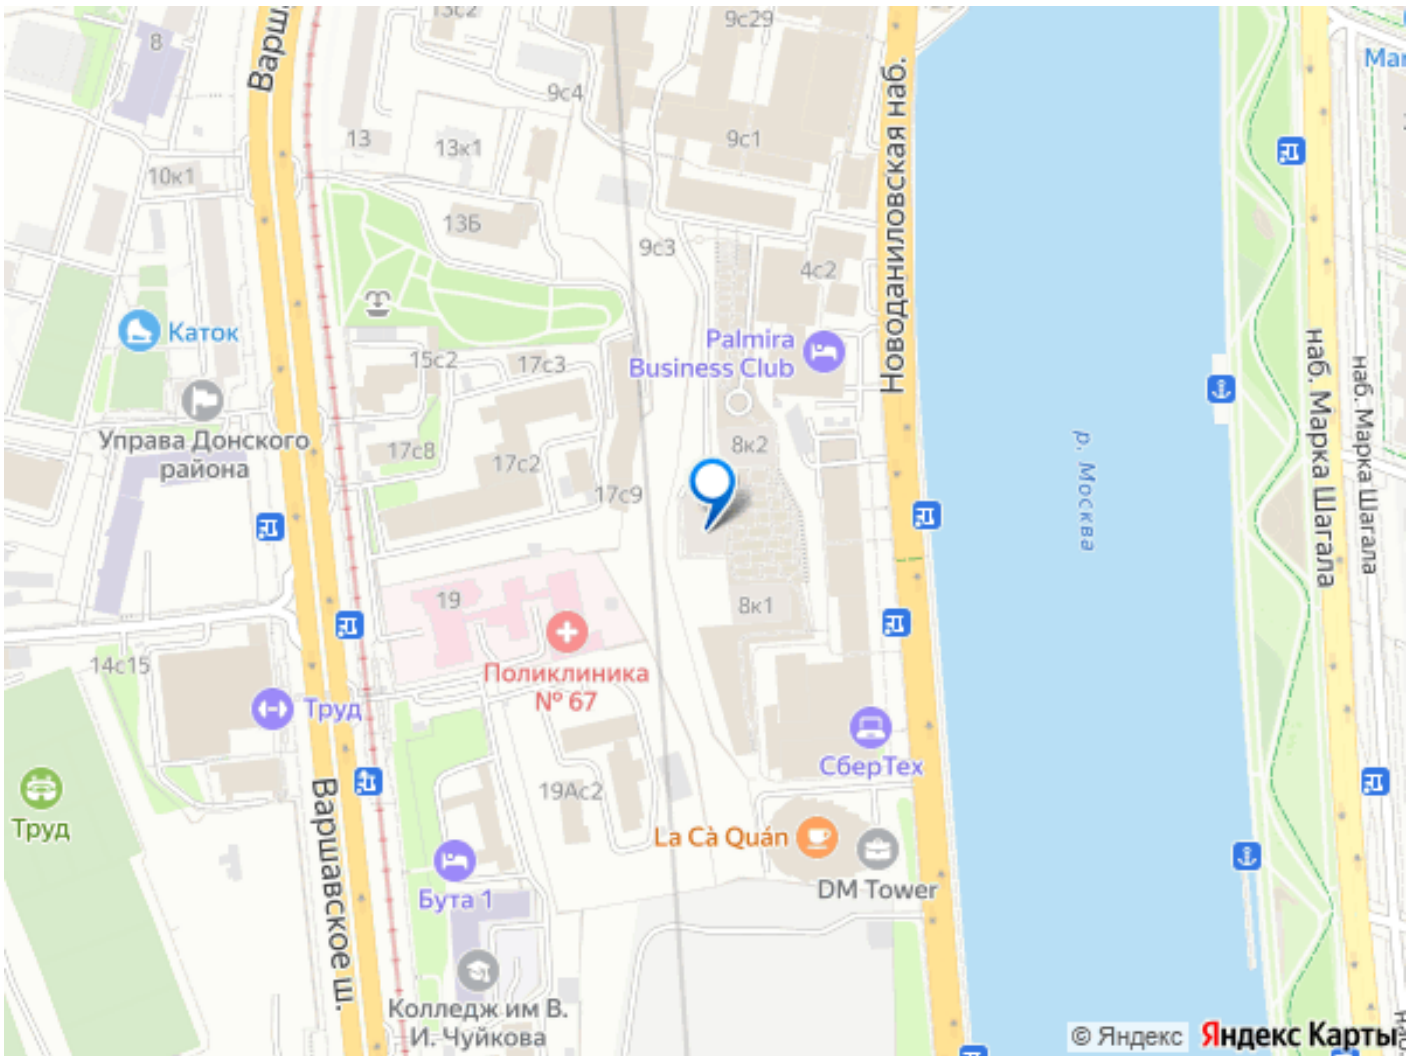 13с2
9с29
8
Варш
Mar
9с4
9с1
13
13к1
10к1
Новоданиловская наб.
13Б
9с3
4с2
Каток
Palmira
Business Club
15с2
17с3
наб. Марка Шагала
наб. Марка Шагала
Управа Донского
района
17с8
17с2
8к2
р. Москва
17с9
19
8к1
14с15
Поликлиника
№ 67
Труд
СберТех
Варшавское ш.
19Ас2
Труд
La Cà Quán
DM Tower
Бута 1
Колледж им В.
И. Чуйкова
© Яндекс
Яндекс Карты